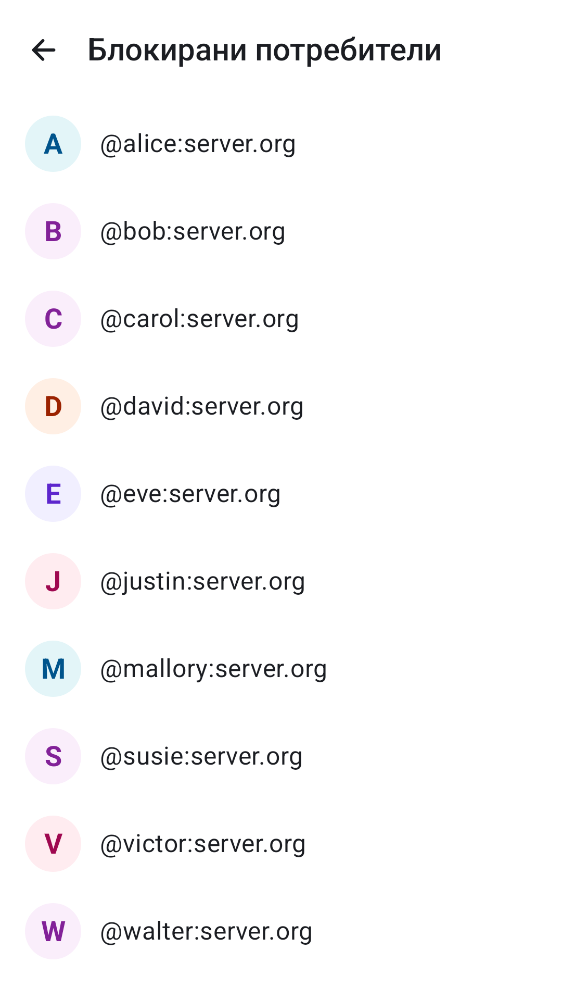 Блокирани потребители
A @alice:server.org
B @bob:server.org
C @carol:server.org
D @david:server.org
E @eve:server.org
J @justin:server.org
M @mallory:server.org
S @susie:server.org
V @victor:server.org
W @walter:server.org